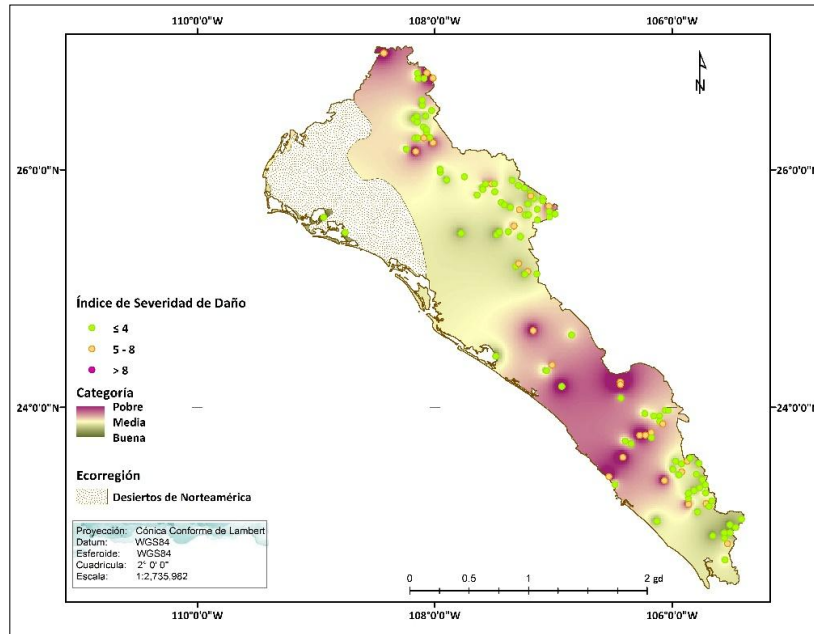 110°0'0"W
108°0'0"W
106°0'0"W
N
26°0'0"N
26°0'0"N
Índice de Severidad de Daño
≤ 4
5 - 8
> 8
Categoría
Pobre
Media
Buena
24°0'0"N
24°0'0"N
Ecorregión
Desiertos de Norteamérica
Proyección: Cónica Conforme de Lambert
Datum: WGS84
Esferoide: WGS84
Cuadricula: 2° 0' 0"
Escala: 1:2,735,982
0 0.5 1 2 gd
110°0'0"W
108°0'0"W
106°0'0"W